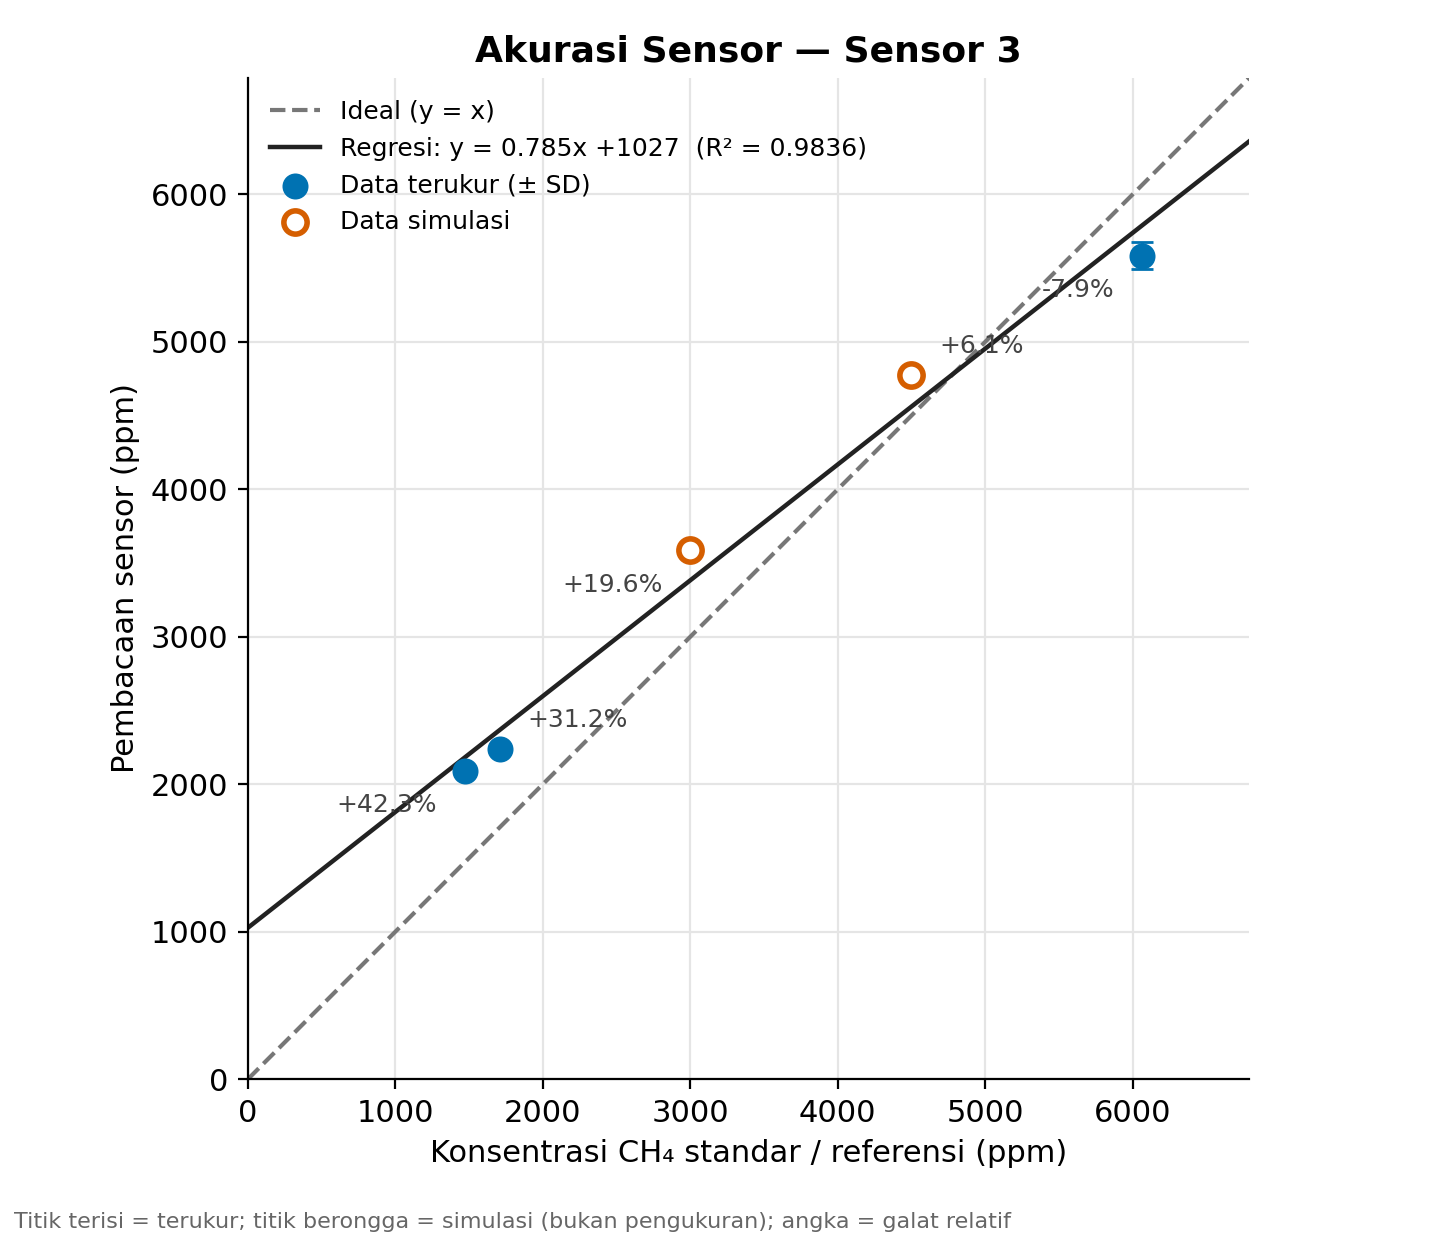 Akurasi Sensor — Sensor 3
Ideal (y = x)
Regresi: y = 0.785x +1027  (R² = 0.9836)
Data terukur (± SD)
Data simulasi
6000
5000
4000
3000
2000
1000
0
Pembacaan sensor (ppm)
-7.9%
+6.1%
+19.6%
+31.2%
+42.3%
0 1000 2000 3000 4000 5000 6000
Konsentrasi CH₄ standar / referensi (ppm)
Titik terisi = terukur; titik berongga = simulasi (bukan pengukuran); angka = galat relatif